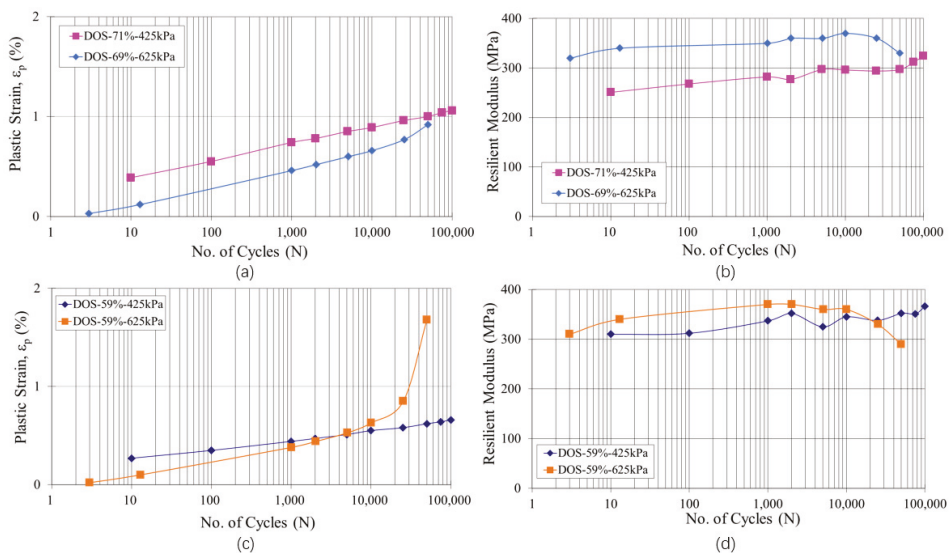 DOS-71%-425kPa
DOS-69%-625kPa
Plastic Strain, εp (%)
2
1
0
1
10
100
1,000
10,000
100,000
No. of Cycles (N)
(a)
Resilient Modulus (MPa)
400
300
200
100
0
DOS-71%-425kPa
DOS-69%-625kPa
1
10
100
1,000
10,000
100,000
No. of Cycles (N)
(b)
DOS-59%-425kPa
DOS-59%-625kPa
Plastic Strain, εp (%)
2
1
0
1
10
100
1,000
10,000
100,000
No. of Cycles (N)
(c)
Resilient Modulus (MPa)
400
300
200
100
0
DOS-59%-425kPa
DOS-59%-625kPa
1
10
100
1,000
10,000
100,000
No. of Cycles (N)
(d)